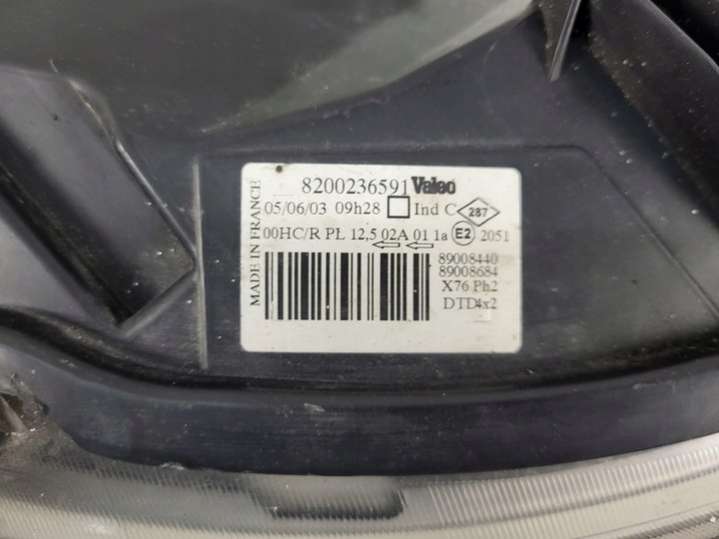 MADE IN FRANCE
8200236591 Valeo
05/06/03 09h28 Ind C 287
00HC/R PL 12,5 02A 01 1a E2 2051
89008440
89008684
X76 Ph2
DTD4x2